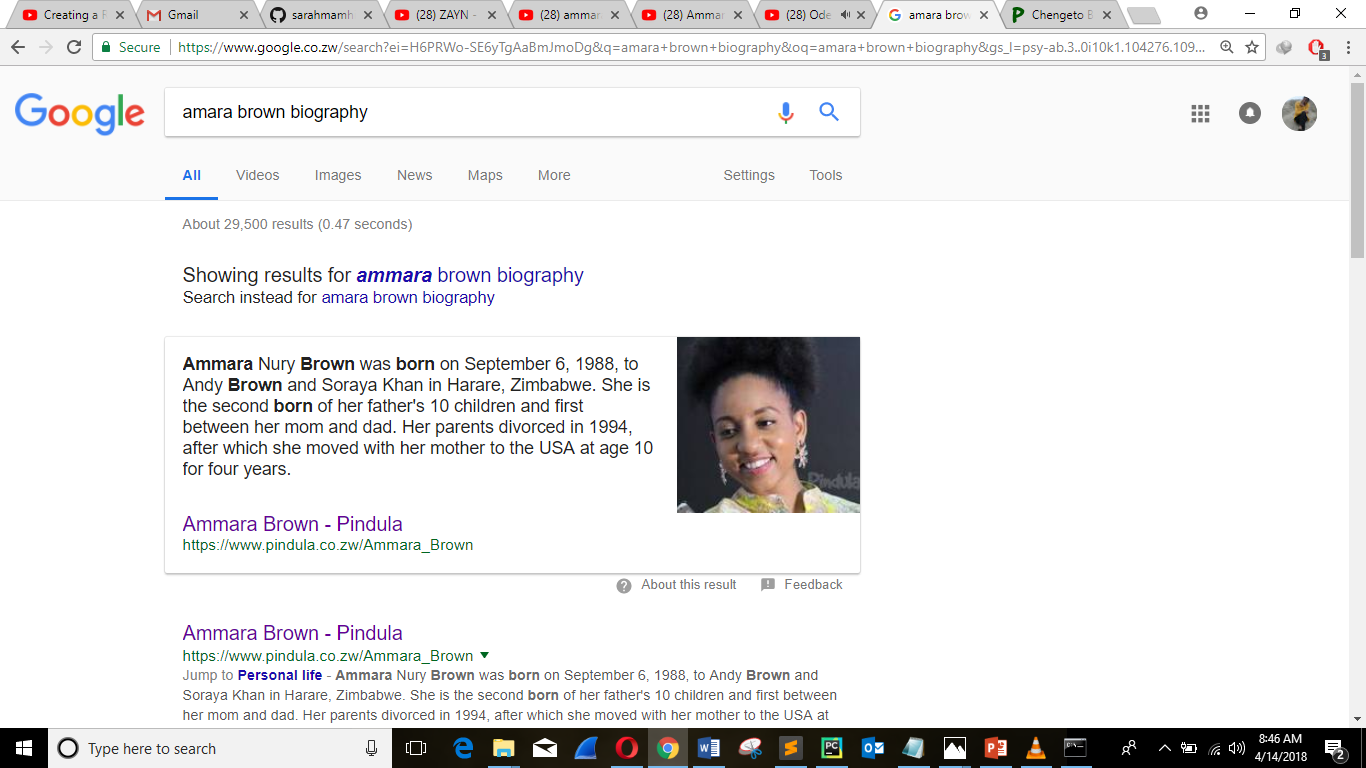 Creating a F
Gmail
sarahmamh
(28) ZAYN -
(28) ammar
(28) Ammar
(28) Ode
amara brow
Chengeto B
Secure
https://www.google.co.zw/search?ei=H6PRWo-SE6yTgAaBmJmoDg&q=amara+brown+biography&oq=amara+brown+biography&gs_l=psy-ab.3..0i10k1.104276.109...
3
Google
amara brown biography
All Videos Images News Maps More Settings Tools
About 29,500 results (0.47 seconds)
Showing results for ammara brown biography
Search instead for amara brown biography
Ammara Nury Brown was born on September 6, 1988, to
Andy Brown and Soraya Khan in Harare, Zimbabwe. She is
the second born of her father's 10 children and first
between her mom and dad. Her parents divorced in 1994,
after which she moved with her mother to the USA at age 10
for four years.
Pindula
Ammara Brown - Pindula
https://www.pindula.co.zw/Ammara_Brown
About this result Feedback
Ammara Brown - Pindula
https://www.pindula.co.zw/Ammara_Brown
Jump to Personal life - Ammara Nury Brown was born on September 6, 1988, to Andy Brown and
Soraya Khan in Harare, Zimbabwe. She is the second born of her father's 10 children and first between
her mom and dad. Her parents divorced in 1994, after which she moved with her mother to the USA at
Type here to search
8:46 AM
4/14/2018
2